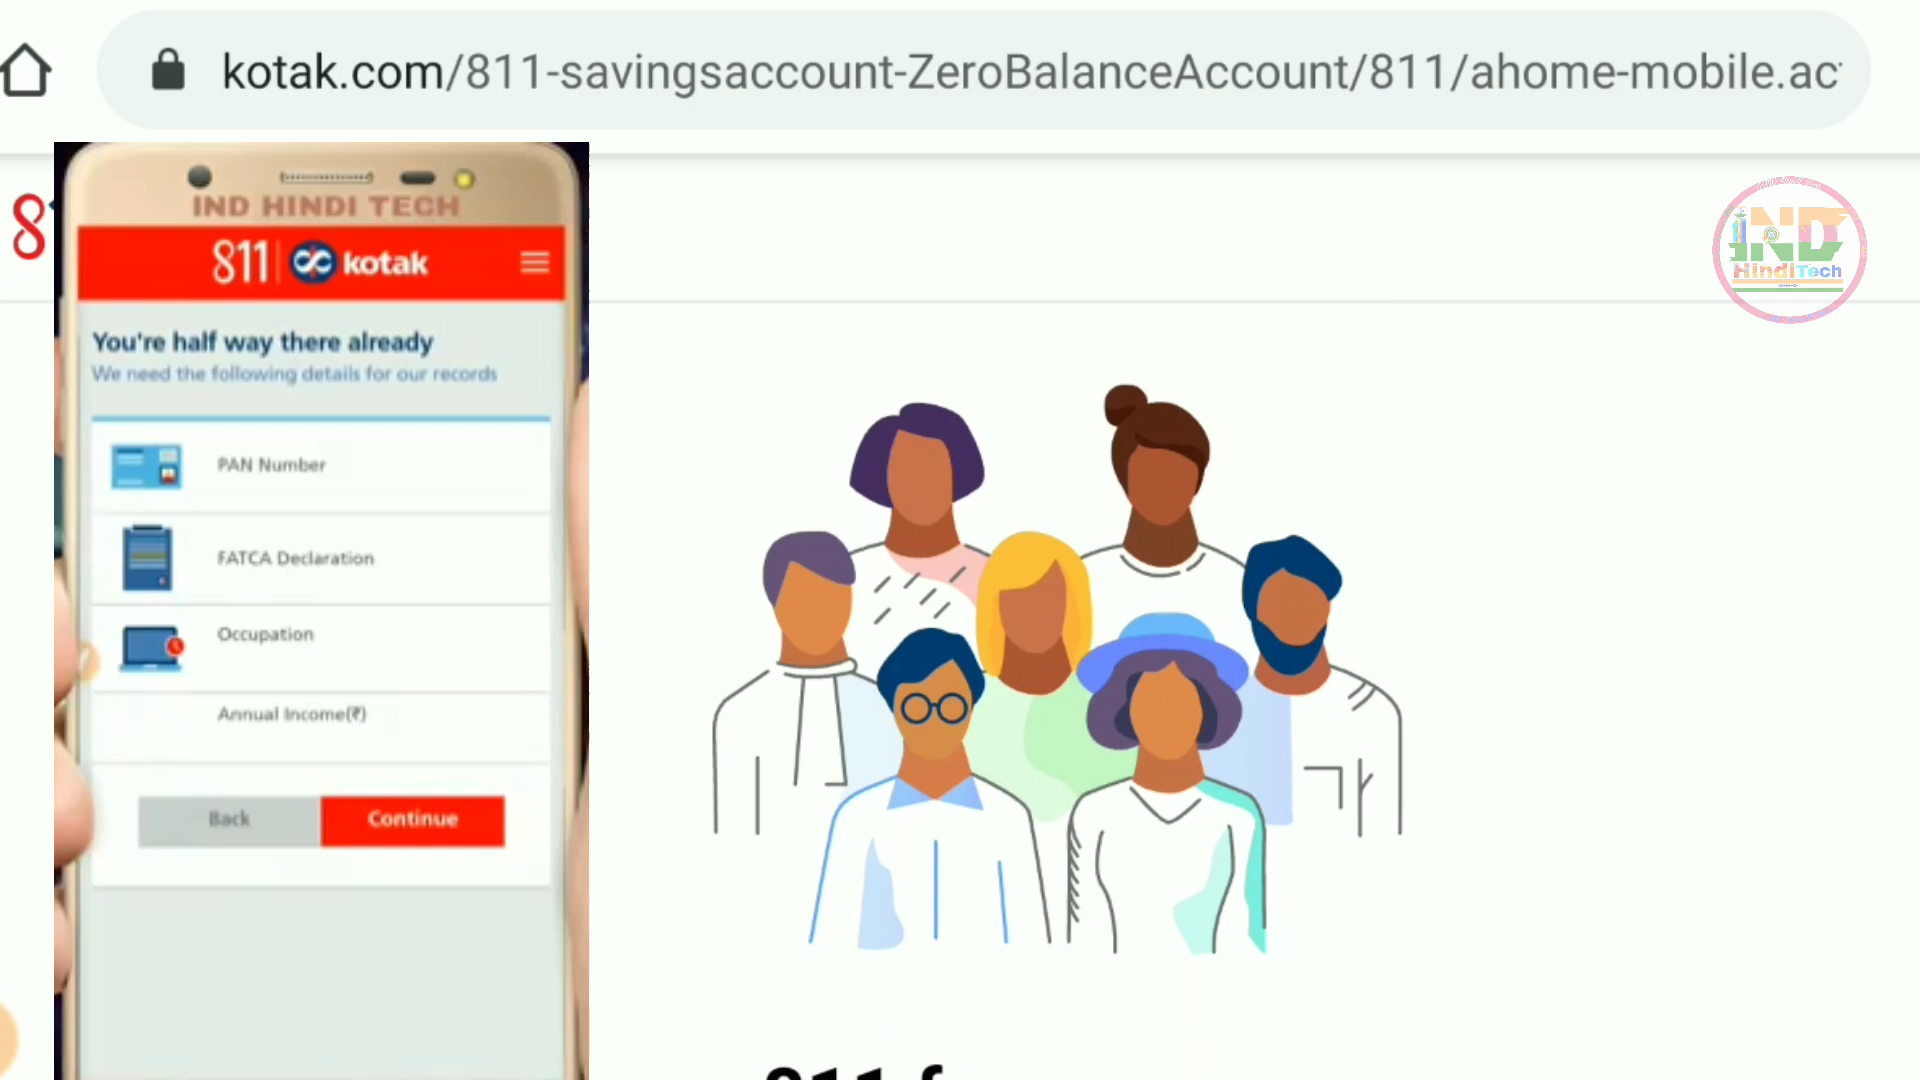 kotak.com/811-savingsaccount-ZeroBalanceAccount/811/ahome-mobile.ac
IND HINDI TECH
811 kotak
You're half way there already
We need the following details for our records
PAN Number
FATCA Declaration
Occupation
Annual Income(₹)
Back
Continue
8
iND
HindiTech
811 f